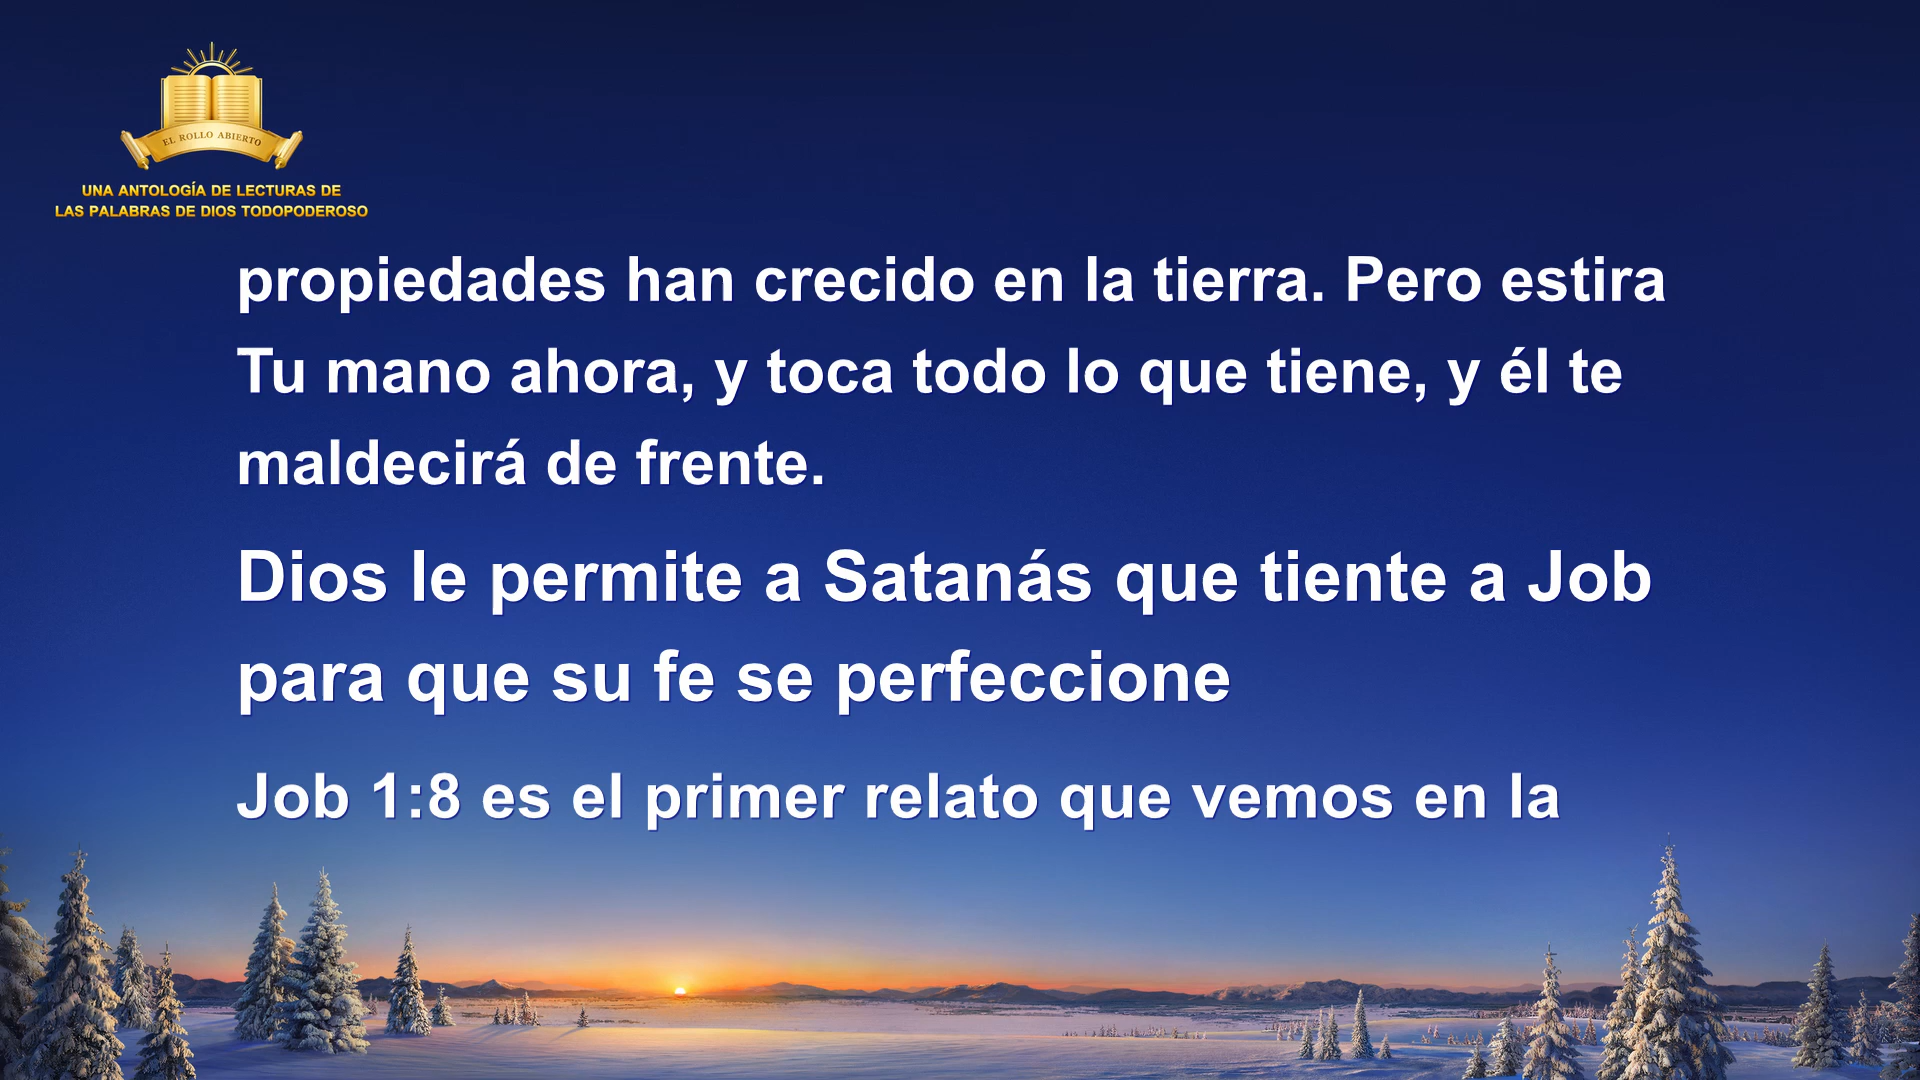 EL ROLLO ABIERTO
UNA ANTOLOGÍA DE LECTURAS DE
LAS PALABRAS DE DIOS TODOPODEROSO
propiedades han crecido en la tierra. Pero estira
Tu mano ahora, y toca todo lo que tiene, y él te
maldecirá de frente.
Dios le permite a Satanás que tiente a Job
para que su fe se perfeccione
Job 1:8 es el primer relato que vemos en la